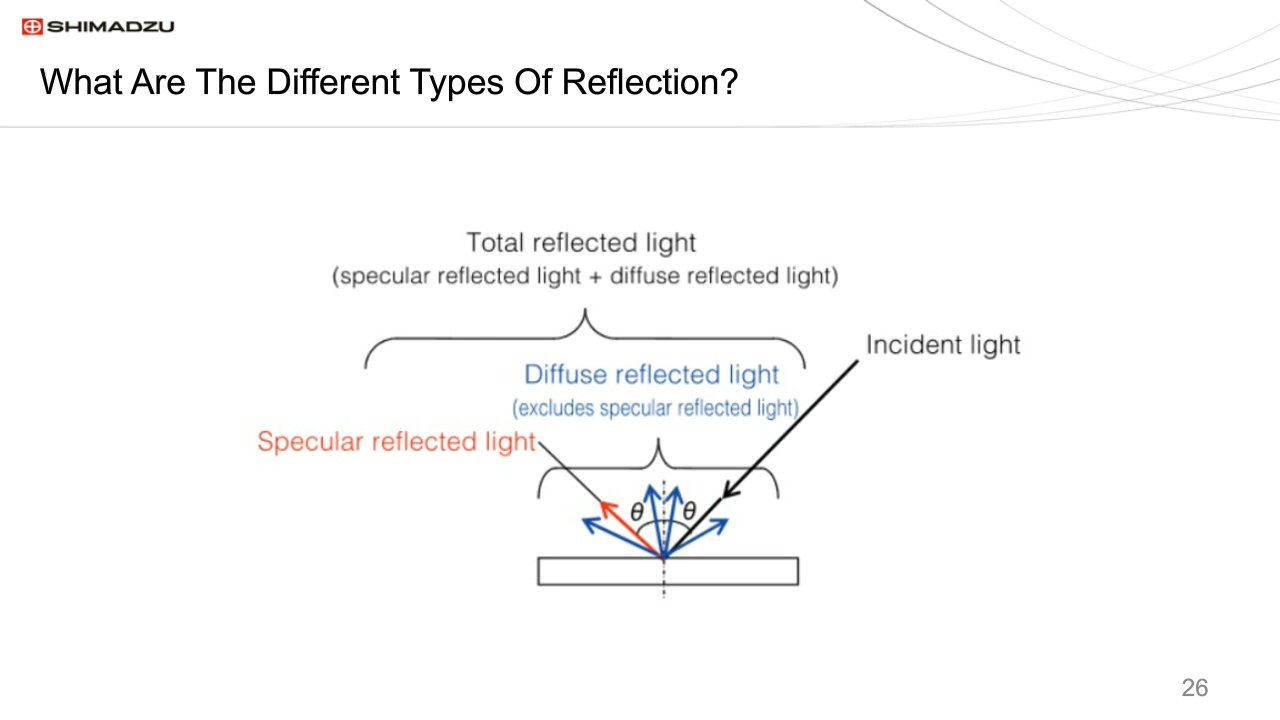 SHIMADZU
What Are The Different Types Of Reflection?
Total reflected light
(specular reflected light + diffuse reflected light)
Incident light
Diffuse reflected light
(excludes specular reflected light)
Specular reflected light
θ θ
26